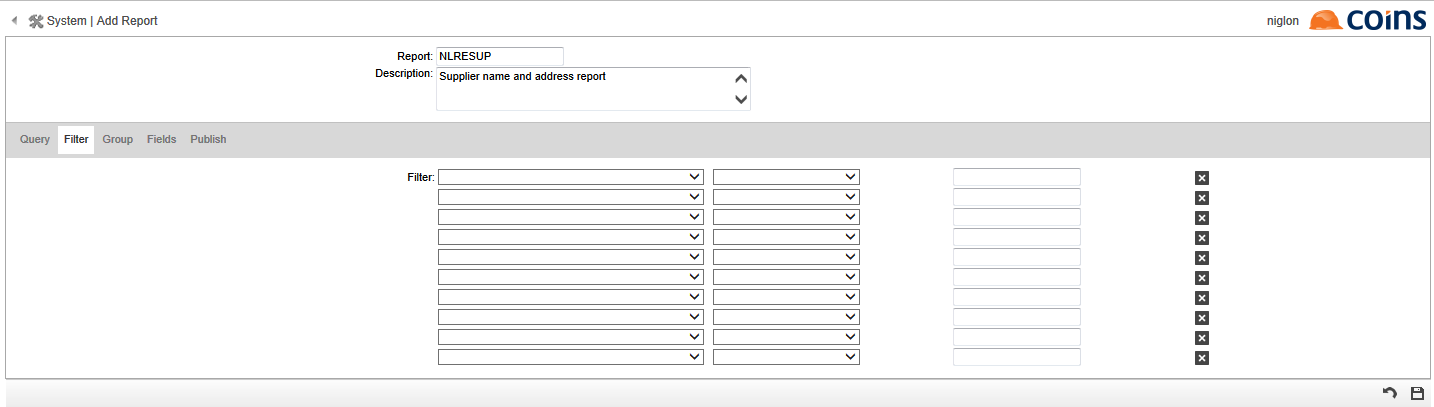 System | Add Report
niglon
coins
Report: NLRESUP
Description: Supplier name and address report
Query Filter Group Fields Publish
Filter: